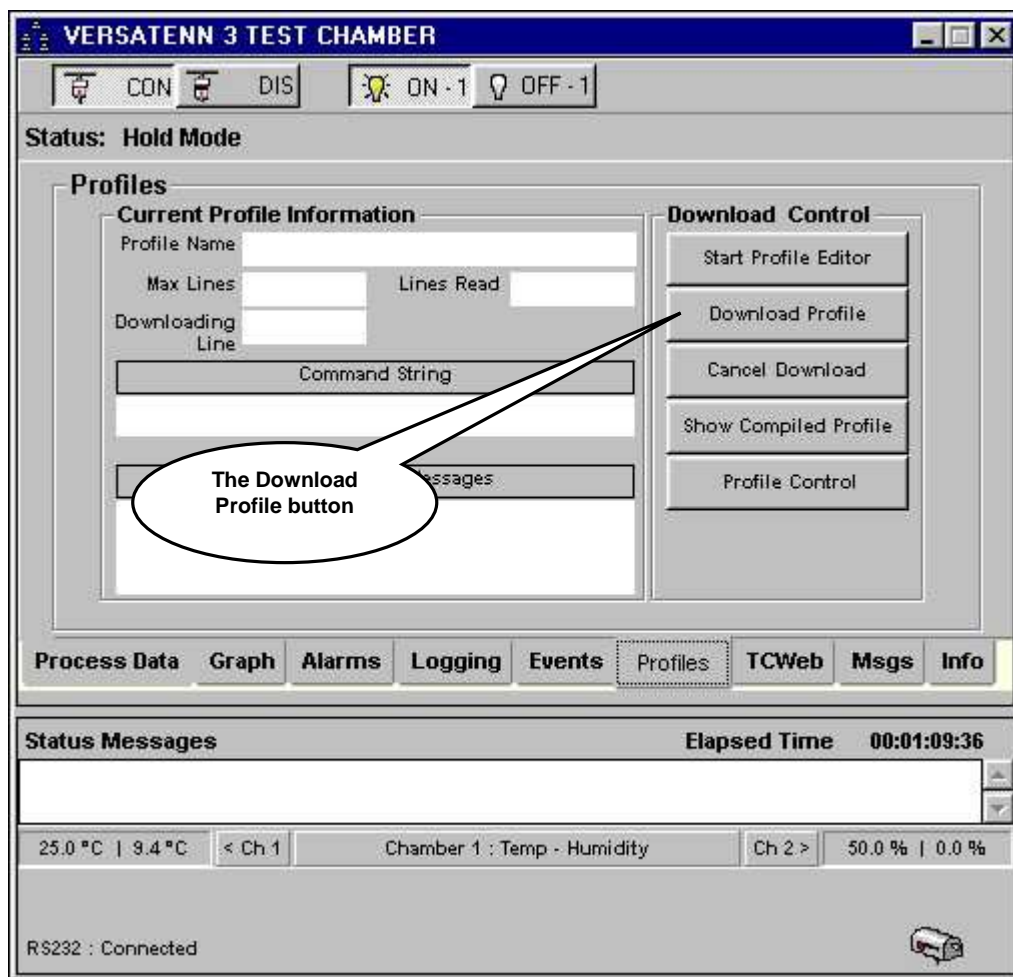 VERSATENN 3 TEST CHAMBER
CON DIS ON - 1 OFF - 1
Status: Hold Mode
Profiles
Current Profile Information
Profile Name
Max Lines
Lines Read
Downloading
Line
Command String
The Download
Profile button
Download Control
Start Profile Editor
Download Profile
Cancel Download
Show Compiled Profile
Profile Control
Process Data Graph Alarms Logging Events Profiles TCWeb Msgs Info
Status Messages
Elapsed Time 00:01:09:36
25.0 °C | 9.4 °C < Ch 1 Chamber 1 : Temp - Humidity Ch 2 > 50.0 % | 0.0 %
RS232 : Connected